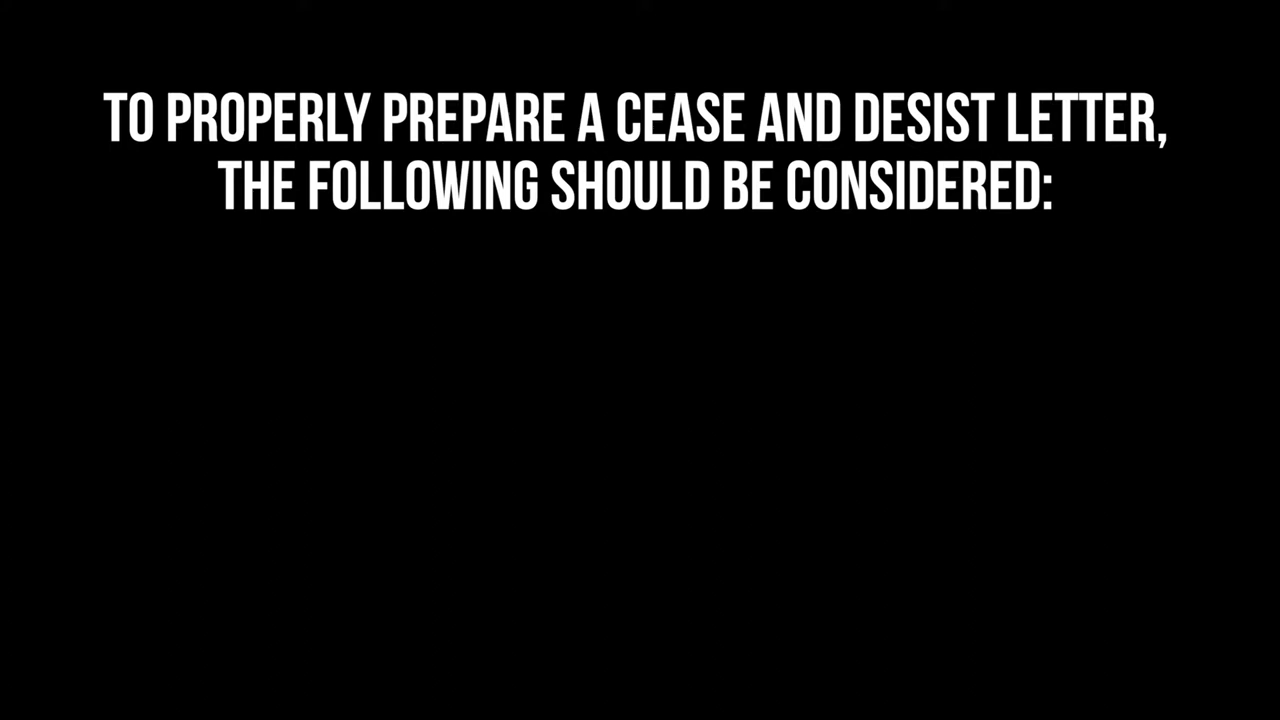 TO PROPERLY PREPARE A CEASE AND DESIST LETTER,
THE FOLLOWING SHOULD BE CONSIDERED: